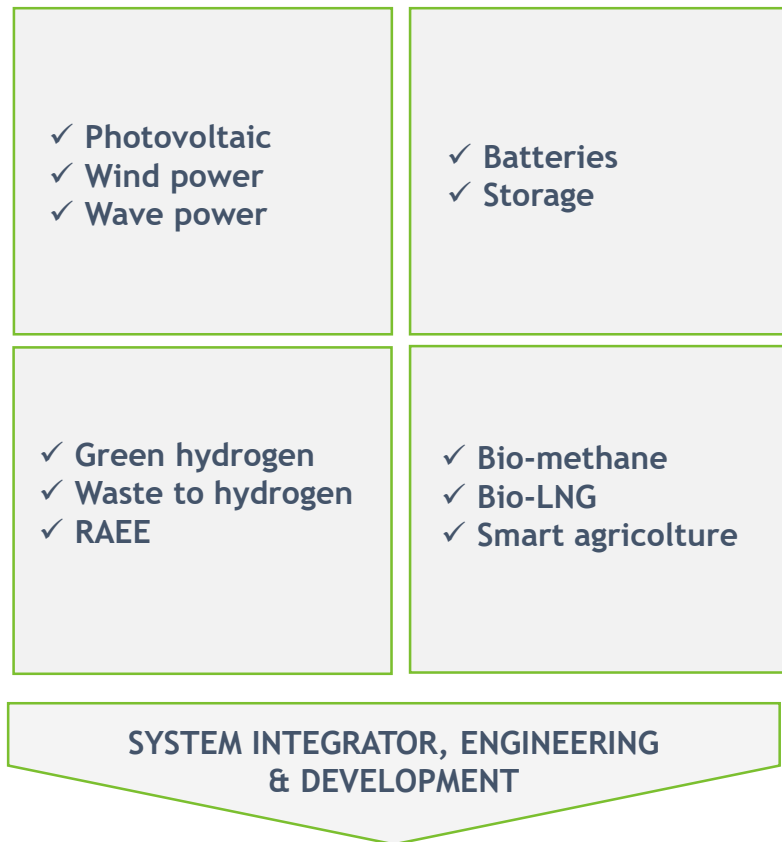 ✓ Photovoltaic
✓ Wind power
✓ Wave power
✓ Batteries
✓ Storage
✓ Green hydrogen
✓ Waste to hydrogen
✓ RAEE
✓ Bio-methane
✓ Bio-LNG
✓ Smart agricolture
SYSTEM INTEGRATOR, ENGINEERING
& DEVELOPMENT